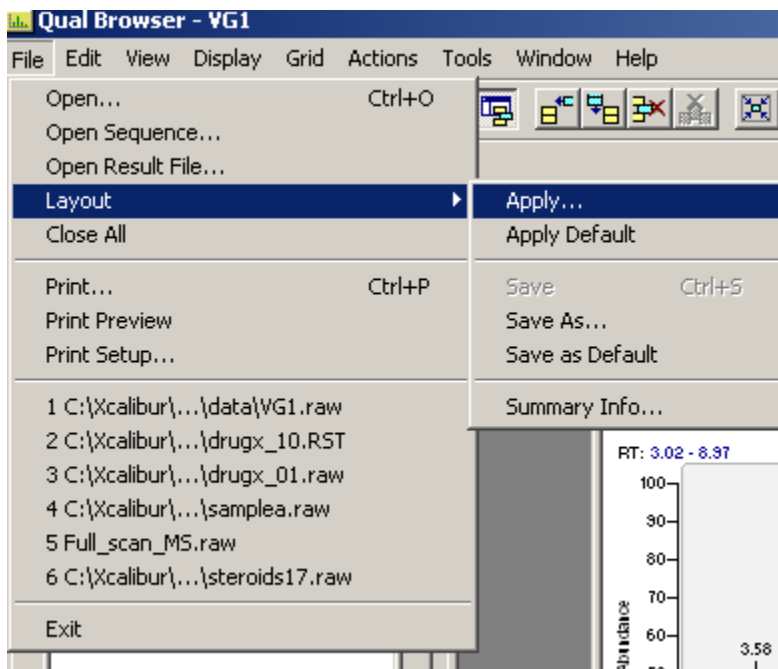 Qual Browser - VG1
File Edit View Display Grid Actions Tools Window Help
Open... Ctrl+O
Open Sequence...
Open Result File...
Layout
Close All
Print... Ctrl+P
Print Preview
Print Setup...
1 C:\Xcalibur\...\data\VG1.raw
2 C:\Xcalibur\...\drugx_10.RST
3 C:\Xcalibur\...\drugx_01.raw
4 C:\Xcalibur\...\samplea.raw
5 Full_scan_MS.raw
6 C:\Xcalibur\...\steroids17.raw
Exit
Apply...
Apply Default
Save Ctrl+S
Save As...
Save as Default
Summary Info...
RT: 3.02 - 8.97
100
90
80
70
60
3.58
Abundance